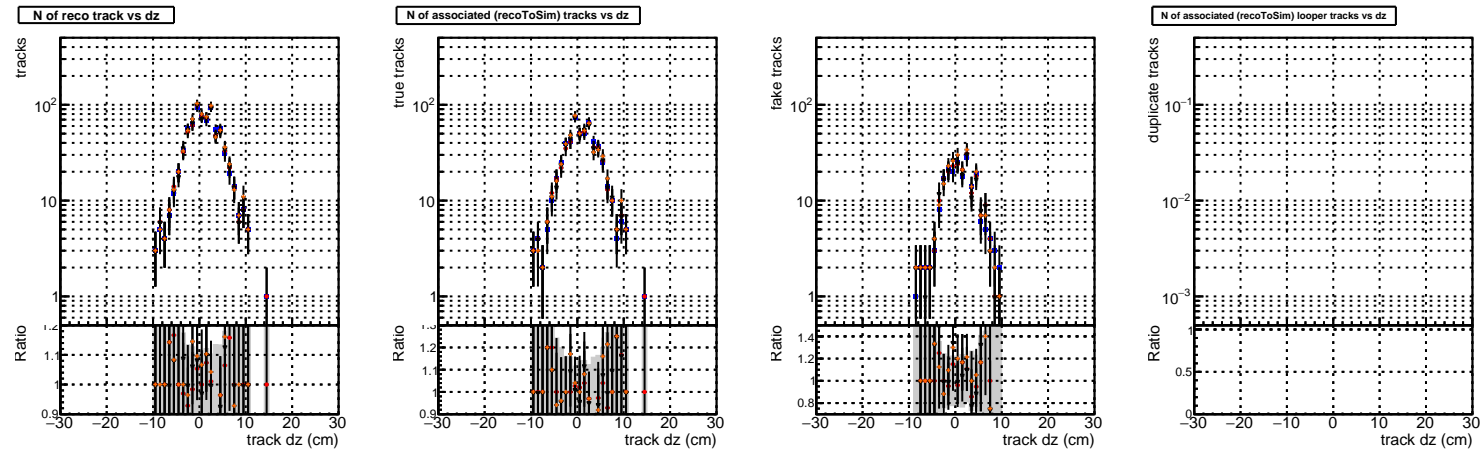 N of reco track vs dz
tracks
10²
10
1
Ratio
1.2
1.1
1
0.9
−30 −20 −10 0 10 20 30
track dz (cm)
N of associated (recoToSim) tracks vs dz
true tracks
10²
10
1
Ratio
1.3
1.2
1.1
1
0.9
−30 −20 −10 0 10 20 30
track dz (cm)
fake tracks
10²
10
1
Ratio
1.4
1.2
1.0
0.8
−30 −20 −10 0 10 20 30
track dz (cm)
N of associated (recoToSim) looper tracks vs dz
duplicate tracks
10⁻¹
10⁻²
10⁻³
Ratio
1
0.5
0
−30 −20 −10 0 10 20 30
track dz (cm)